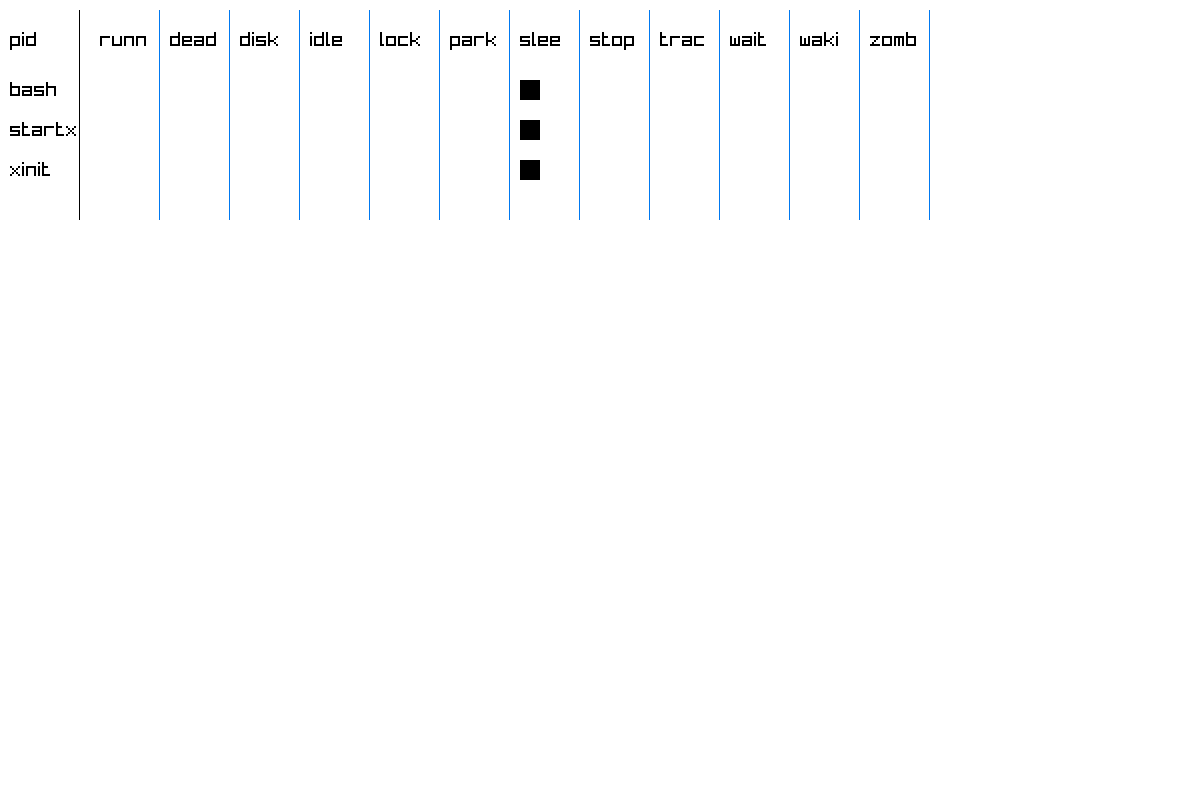 pid runn dead disk idle lock park slee stop trac wait waki zomb
bash
startx
xinit